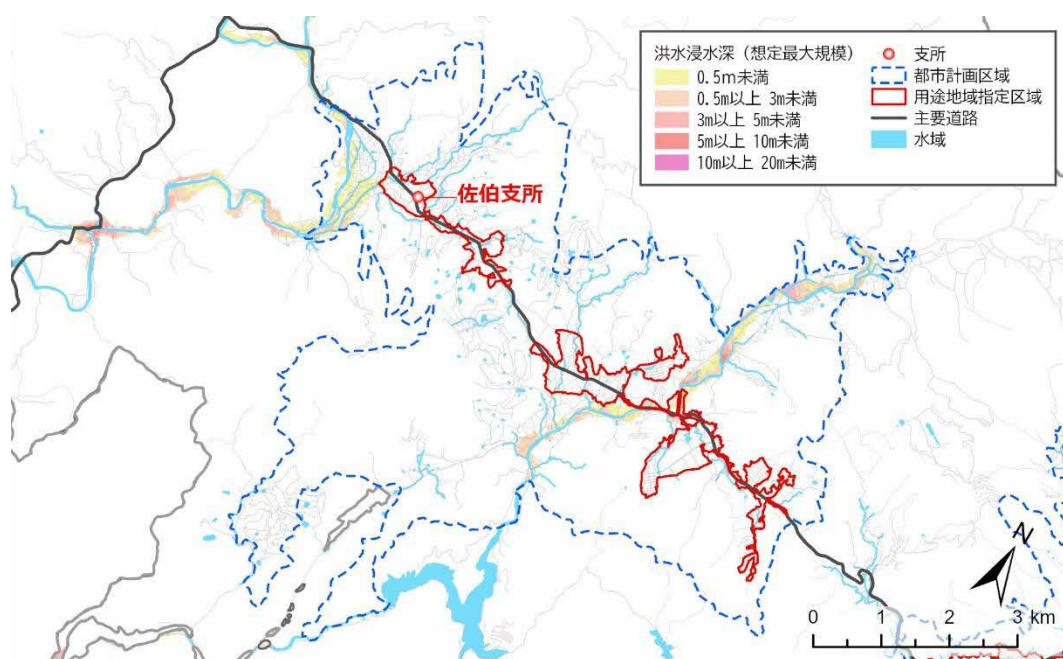 洪水浸水深（想定最大規模）
0.5m未満
0.5m以上 3m未満
3m以上 5m未満
5m以上 10m未満
10m以上 20m未満
支所
都市計画区域
用途地域指定区域
主要道路
水域
佐伯支所
N
0 1 2 3 km